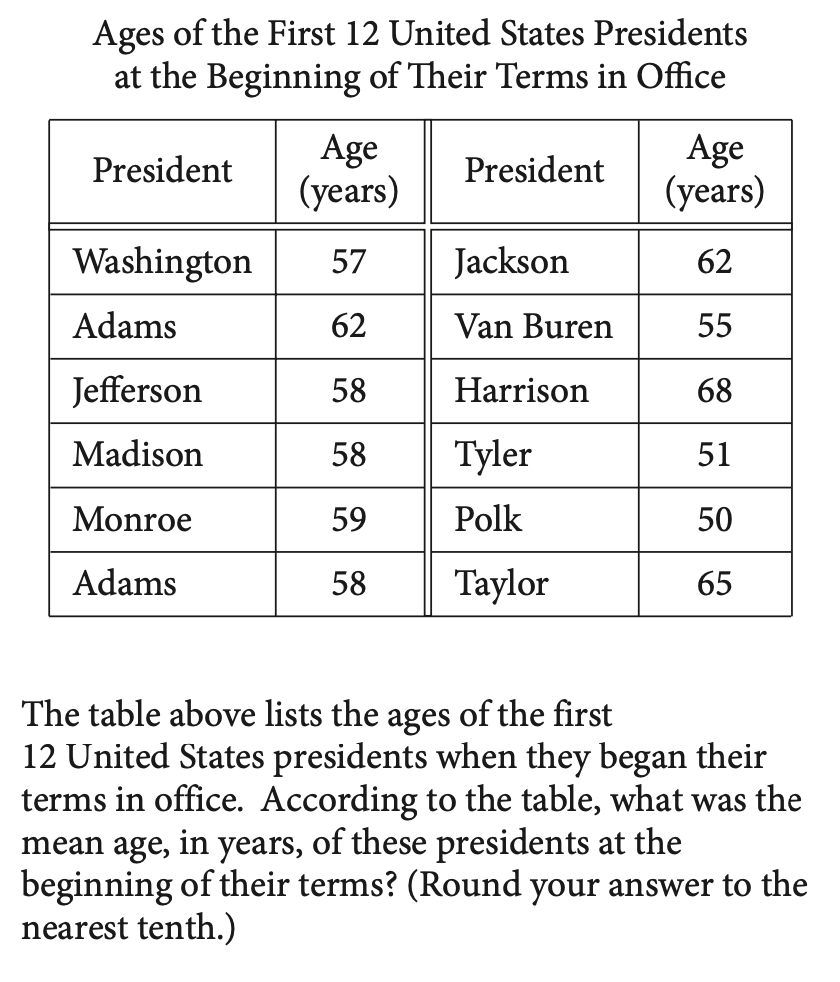 Ages of the First 12 United States Presidents
at the Beginning of Their Terms in Office
President Age (years) President Age (years)
Washington 57 Jackson 62
Adams 62 Van Buren 55
Jefferson 58 Harrison 68
Madison 58 Tyler 51
Monroe 59 Polk 50
Adams 58 Taylor 65
The table above lists the ages of the first
12 United States presidents when they began their
terms in office. According to the table, what was the
mean age, in years, of these presidents at the
beginning of their terms? (Round your answer to the
nearest tenth.)